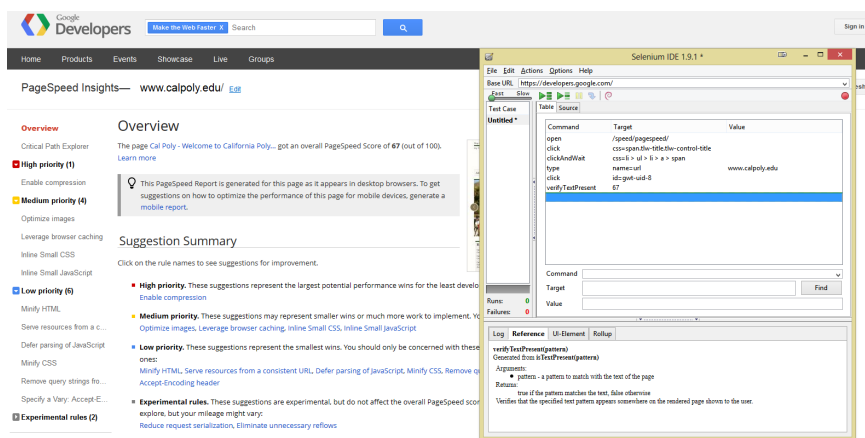 Google
Developers
Make the Web Faster X Search
Sign in
Home Products Events Showcase Live Groups
PageSpeed Insights— www.calpoly.edu/ Edit
Overview
Critical Path Explorer
High priority (1)
Enable compression
Medium priority (4)
Optimize images
Leverage browser caching
Inline Small CSS
Inline Small JavaScript
Low priority (6)
Minify HTML
Serve resources from a c...
Defer parsing of JavaScript
Minify CSS
Remove query strings fro...
Specify a Vary: Accept-E...
Experimental rules (2)
Overview
The page Cal Poly - Welcome to California Poly... got an overall PageSpeed Score of 67 (out of 100).
Learn more
This PageSpeed Report is generated for this page as it appears in desktop browsers. To get
suggestions on how to optimize the performance of this page for mobile devices, generate a
mobile report.
Suggestion Summary
Click on the rule names to see suggestions for improvement.
High priority. These suggestions represent the largest potential performance wins for the least develo
Enable compression
Medium priority. These suggestions may represent smaller wins or much more work to implement. Yo
Optimize images, Leverage browser caching, Inline Small CSS, Inline Small JavaScript
Low priority. These suggestions represent the smallest wins. You should only be concerned with these
ones:
Minify HTML, Serve resources from a consistent URL, Defer parsing of JavaScript, Minify CSS, Remove qu
Accept-Encoding header
Experimental rules. These suggestions are experimental, but do not affect the overall PageSpeed scor
explore, but your mileage might vary:
Reduce request serialization, Eliminate unnecessary reflows
Selenium IDE 1.9.1 *
File Edit Actions Options Help
Base URL https://developers.google.com/
Fast Slow
Test Case
Untitled *
Table Source
Command Target Value
open /speed/pagespeed/
click css=span.tlw-title.tlw-control-title
clickAndWait css=li > ul > li > a > span
type name=url www.calpoly.edu
click id=gwt-uid-8
verifyTextPresent 67
Command
Target Find
Value
Runs: 0
Failures: 0
Log Reference UI-Element Rollup
verifyTextPresent(pattern)
Generated from isTextPresent(pattern)
Arguments:
pattern - a pattern to match with the text of the page
Returns:
true if the pattern matches the text, false otherwise
Verifies that the specified text pattern appears somewhere on the rendered page shown to the user.